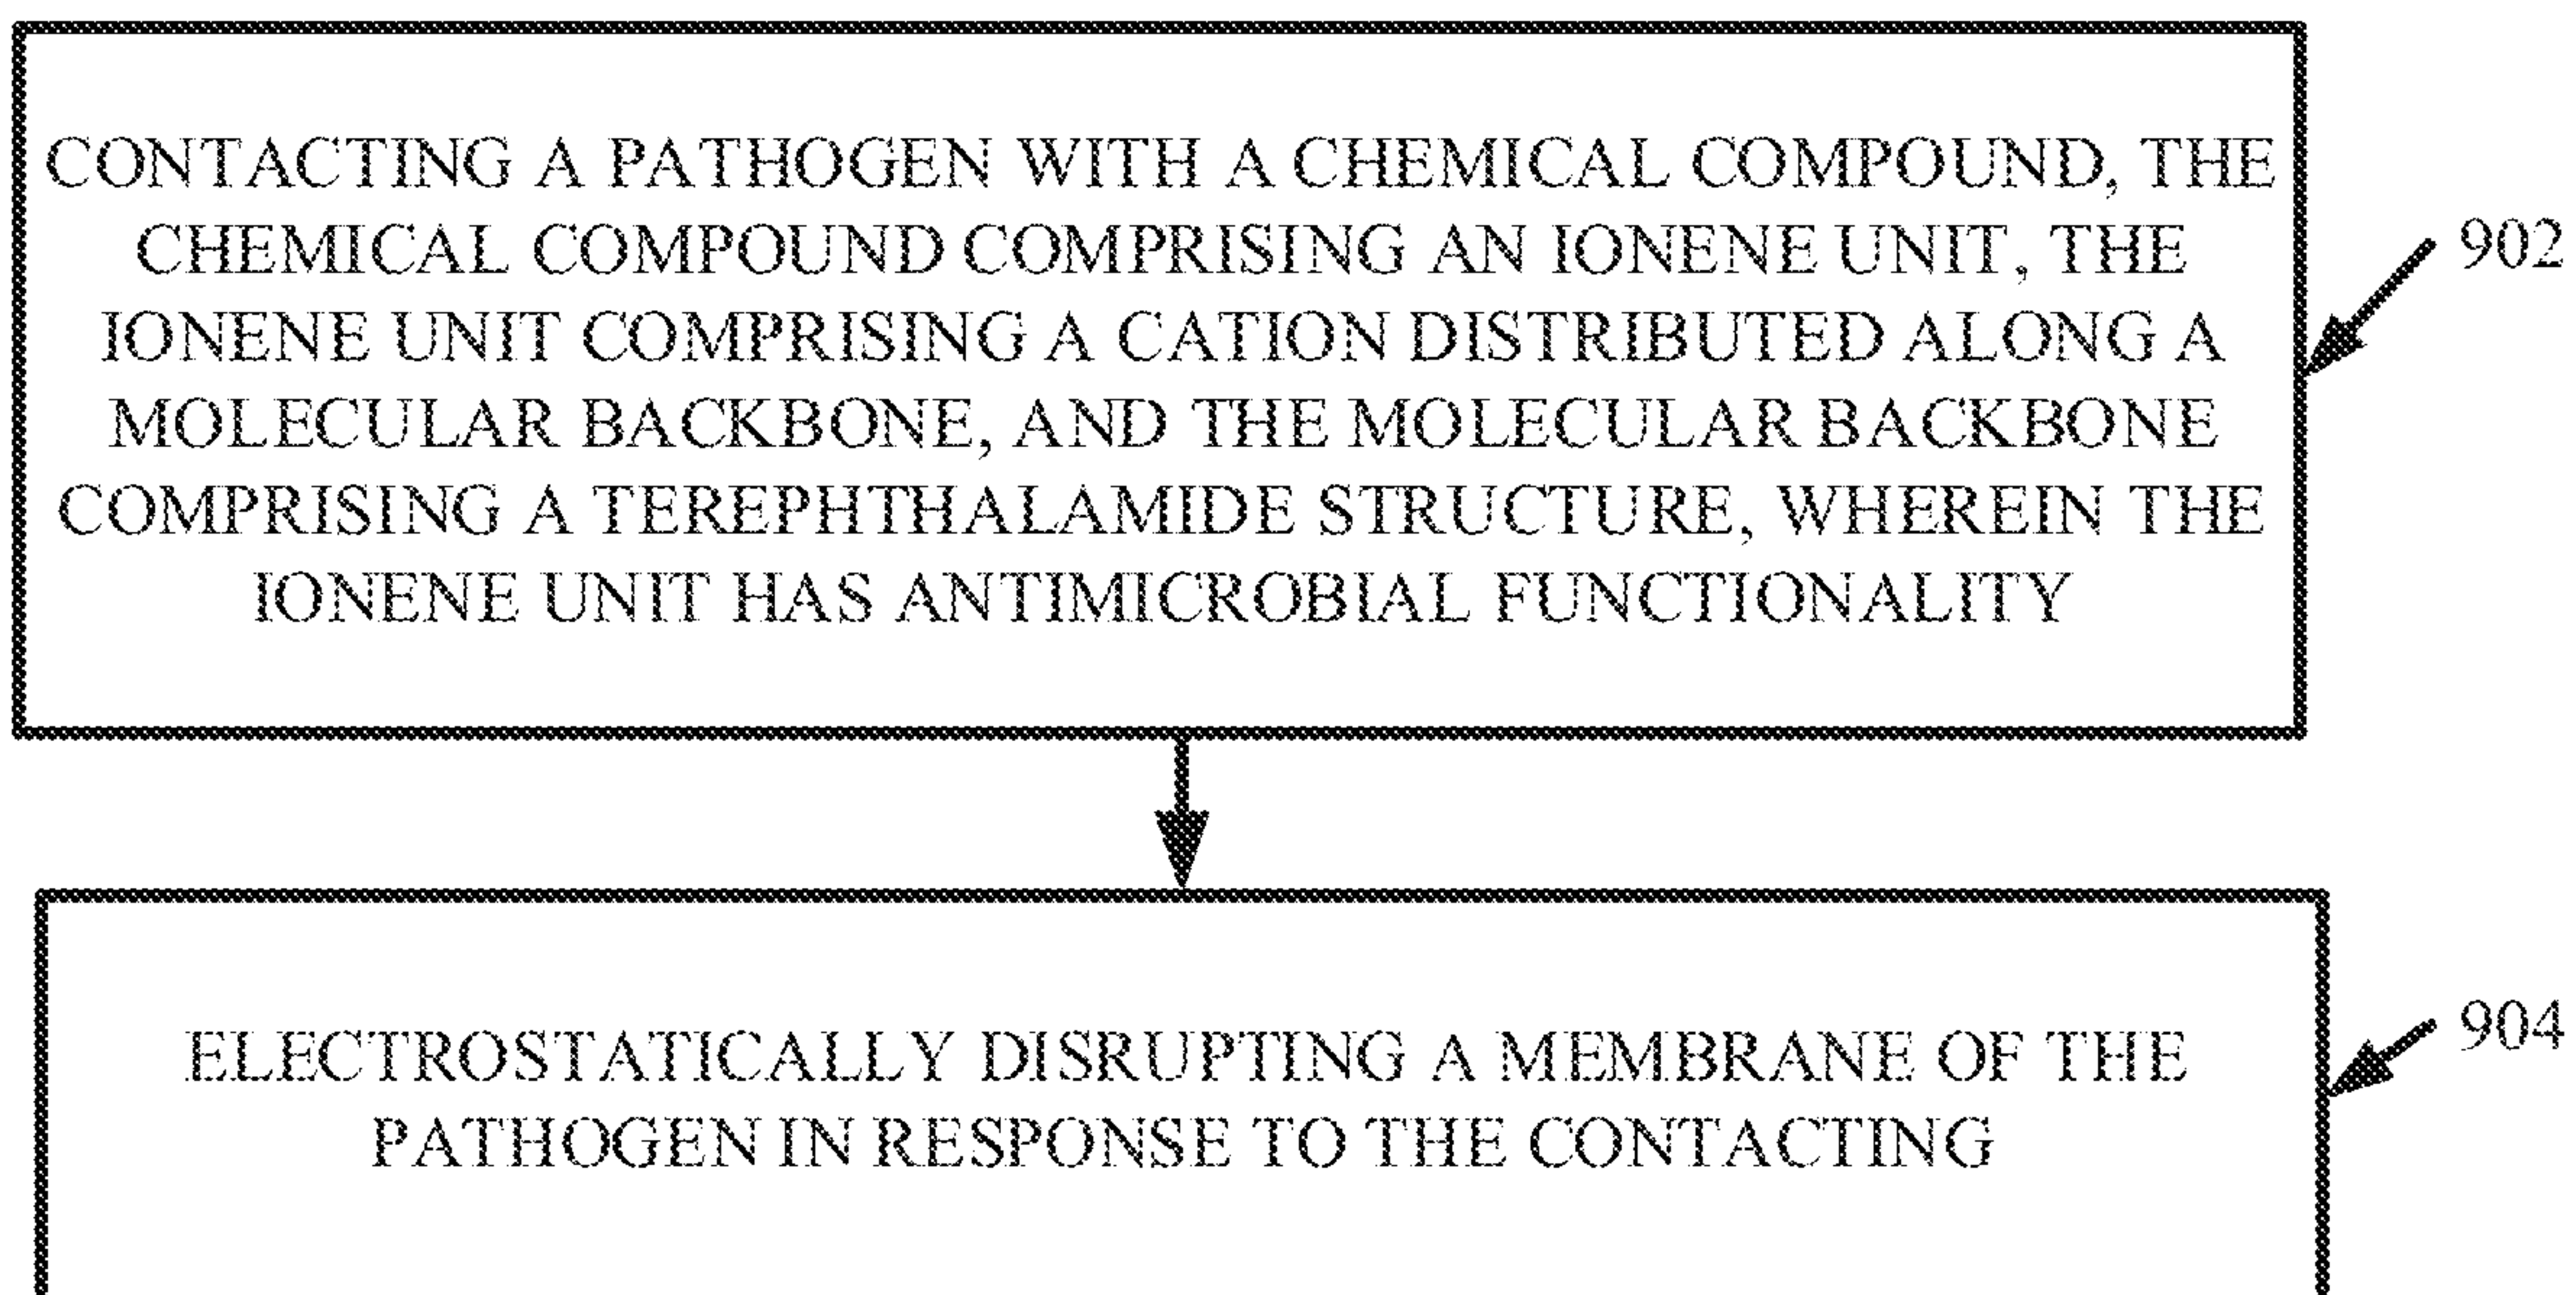 CONTACTING A PATHOGEN WITH A CHEMICAL COMPOUND, THE
CHEMICAL COMPOUND COMPRISING AN IONENE UNIT, THE
IONENE UNIT COMPRISING A CATION DISTRIBUTED ALONG A
MOLECULAR BACKBONE, AND THE MOLECULAR BACKBONE
COMPRISING A TEREPHTHALAMIDE STRUCTURE, WHEREIN THE
IONENE UNIT HAS ANTIMICROBIAL FUNCTIONALITY
902
ELECTROSTATICALLY DISRUPTING A MEMBRANE OF THE
PATHOGEN IN RESPONSE TO THE CONTACTING
904